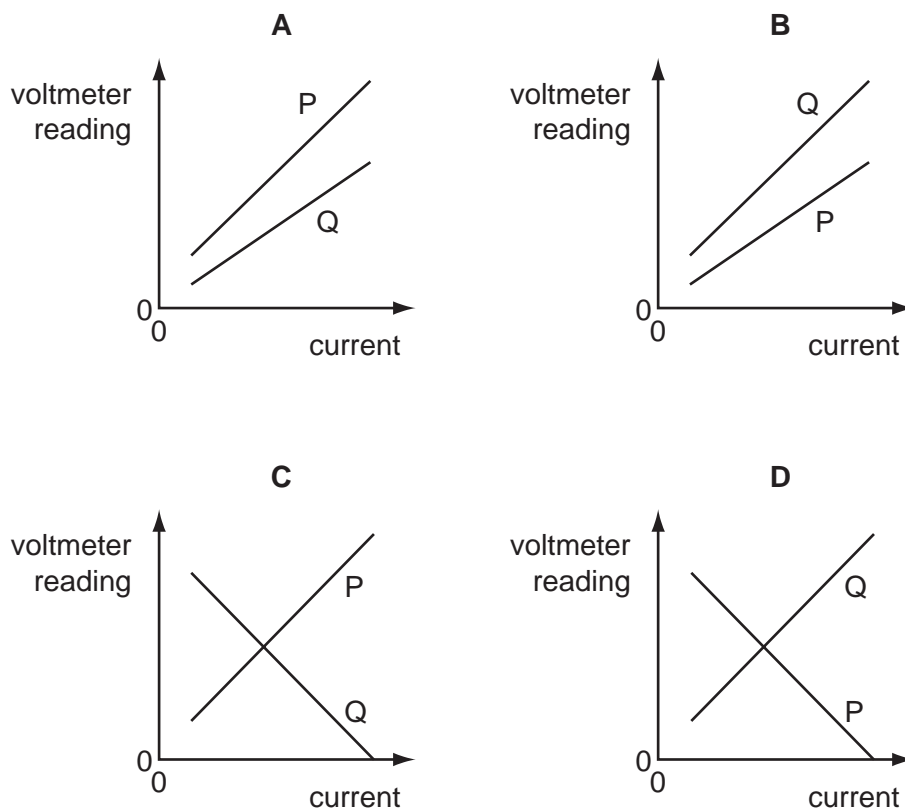 A
voltmeter
reading
P
Q
0
0
current
B
voltmeter
reading
Q
P
0
0
current
C
voltmeter
reading
P
Q
0
0
current
D
voltmeter
reading
Q
P
0
0
current